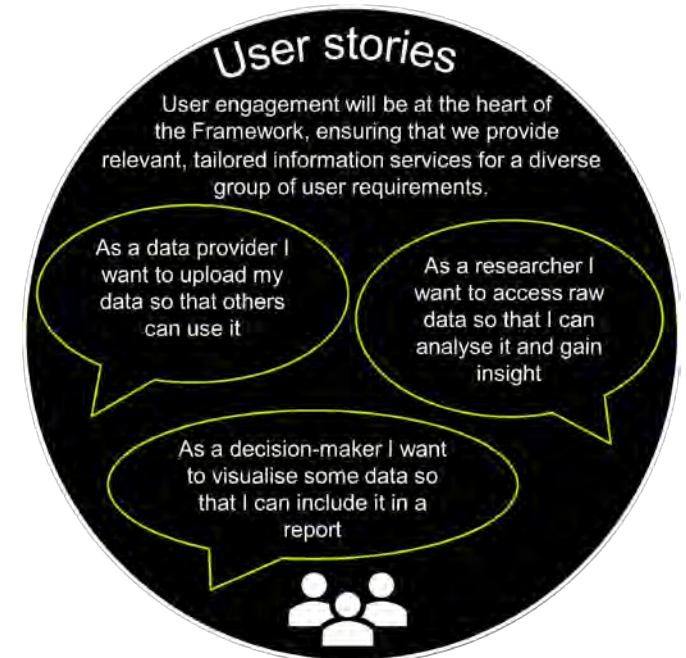 User stories
User engagement will be at the heart of
the Framework, ensuring that we provide
relevant, tailored information services for a diverse
group of user requirements.
As a data provider I
want to upload my
data so that others
can use it
As a researcher I
want to access raw
data so that I can
analyse it and gain
insight
As a decision-maker I want
to visualise some data so
that I can include it in a
report